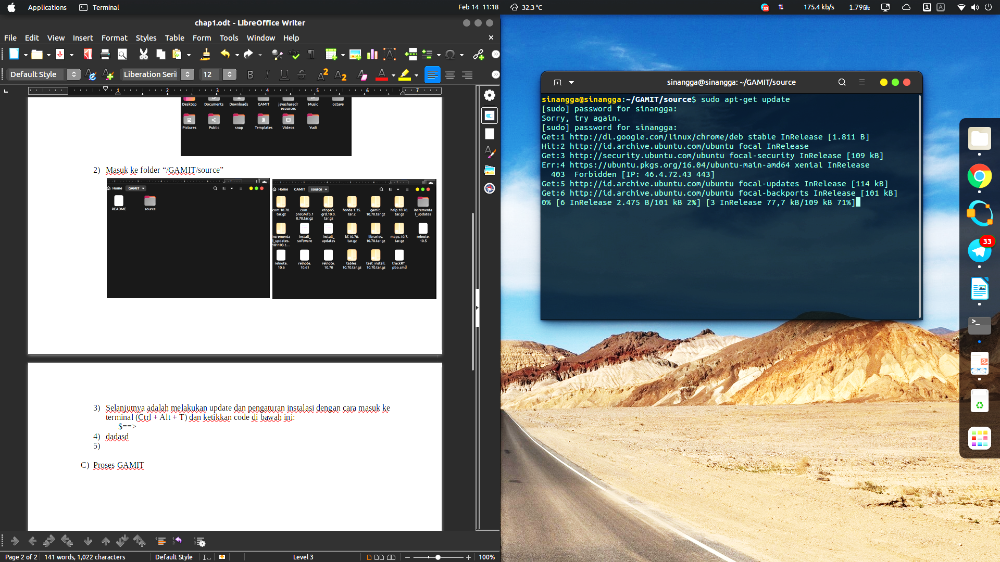 Applications
Terminal
Feb 14 11:18
32.3 °C
33
175.4 kb/s
1.79GHz
1
A
chap1.odt - LibreOffice Writer
File Edit View Insert Format Styles Table Form Tools Window Help
Default Style
Liberation Seri
12
1 2 3 4 5 6 7
Desktop Documents Downloads GAMIT javasharedresources Music octave
Pictures Public snap Templates Videos Yudi
2) Masuk ke folder “/GAMIT/source”
Home GAMIT
README source
Home GAMIT source
com.10.70.tar.gz com_preGMT5.10.70.tar.gz etopo5.grd.10.0.tar.gz fonda.1.35.tar.Z gamit.10.70.tar.gz help.10.70.tar.gz incremental_updates
incremental_updates.181103.t... install_software install_updates kf.10.70.tar.gz libraries.10.70.tar.gz maps.10.7.tar.gz relnote.10.5
relnote.10.6 relnote.10.61 relnote.10.70 tables.10.70.tar.gz test_install.10.70.tar.gz trackRT_pbo.cmd
3) Selanjutnya adalah melakukan update dan pengaturan instalasi dengan cara masuk ke
terminal (Ctrl + Alt + T) dan ketikkan code di bawah ini:
$==>
4) dadasd
5)
C) Proses GAMIT
Page 2 of 2
141 words, 1,022 characters
Default Style
Level 3
100%
sinangga@sinangga: ~/GAMIT/source
sinangga@sinangga:~/GAMIT/source$ sudo apt-get update
[sudo] password for sinangga:
Sorry, try again.
[sudo] password for sinangga:
Get:1 http://dl.google.com/linux/chrome/deb stable InRelease [1.811 B]
Hit:2 http://id.archive.ubuntu.com/ubuntu focal InRelease
Get:3 http://security.ubuntu.com/ubuntu focal-security InRelease [109 kB]
Err:4 https://ubuntu.pkgs.org/16.04/ubuntu-main-amd64 xenial InRelease
403 Forbidden [IP: 46.4.72.43 443]
Get:5 http://id.archive.ubuntu.com/ubuntu focal-updates InRelease [114 kB]
Get:6 http://id.archive.ubuntu.com/ubuntu focal-backports InRelease [101 kB]
0% [6 InRelease 2.475 B/101 kB 2%] [3 InRelease 77,7 kB/109 kB 71%]
33